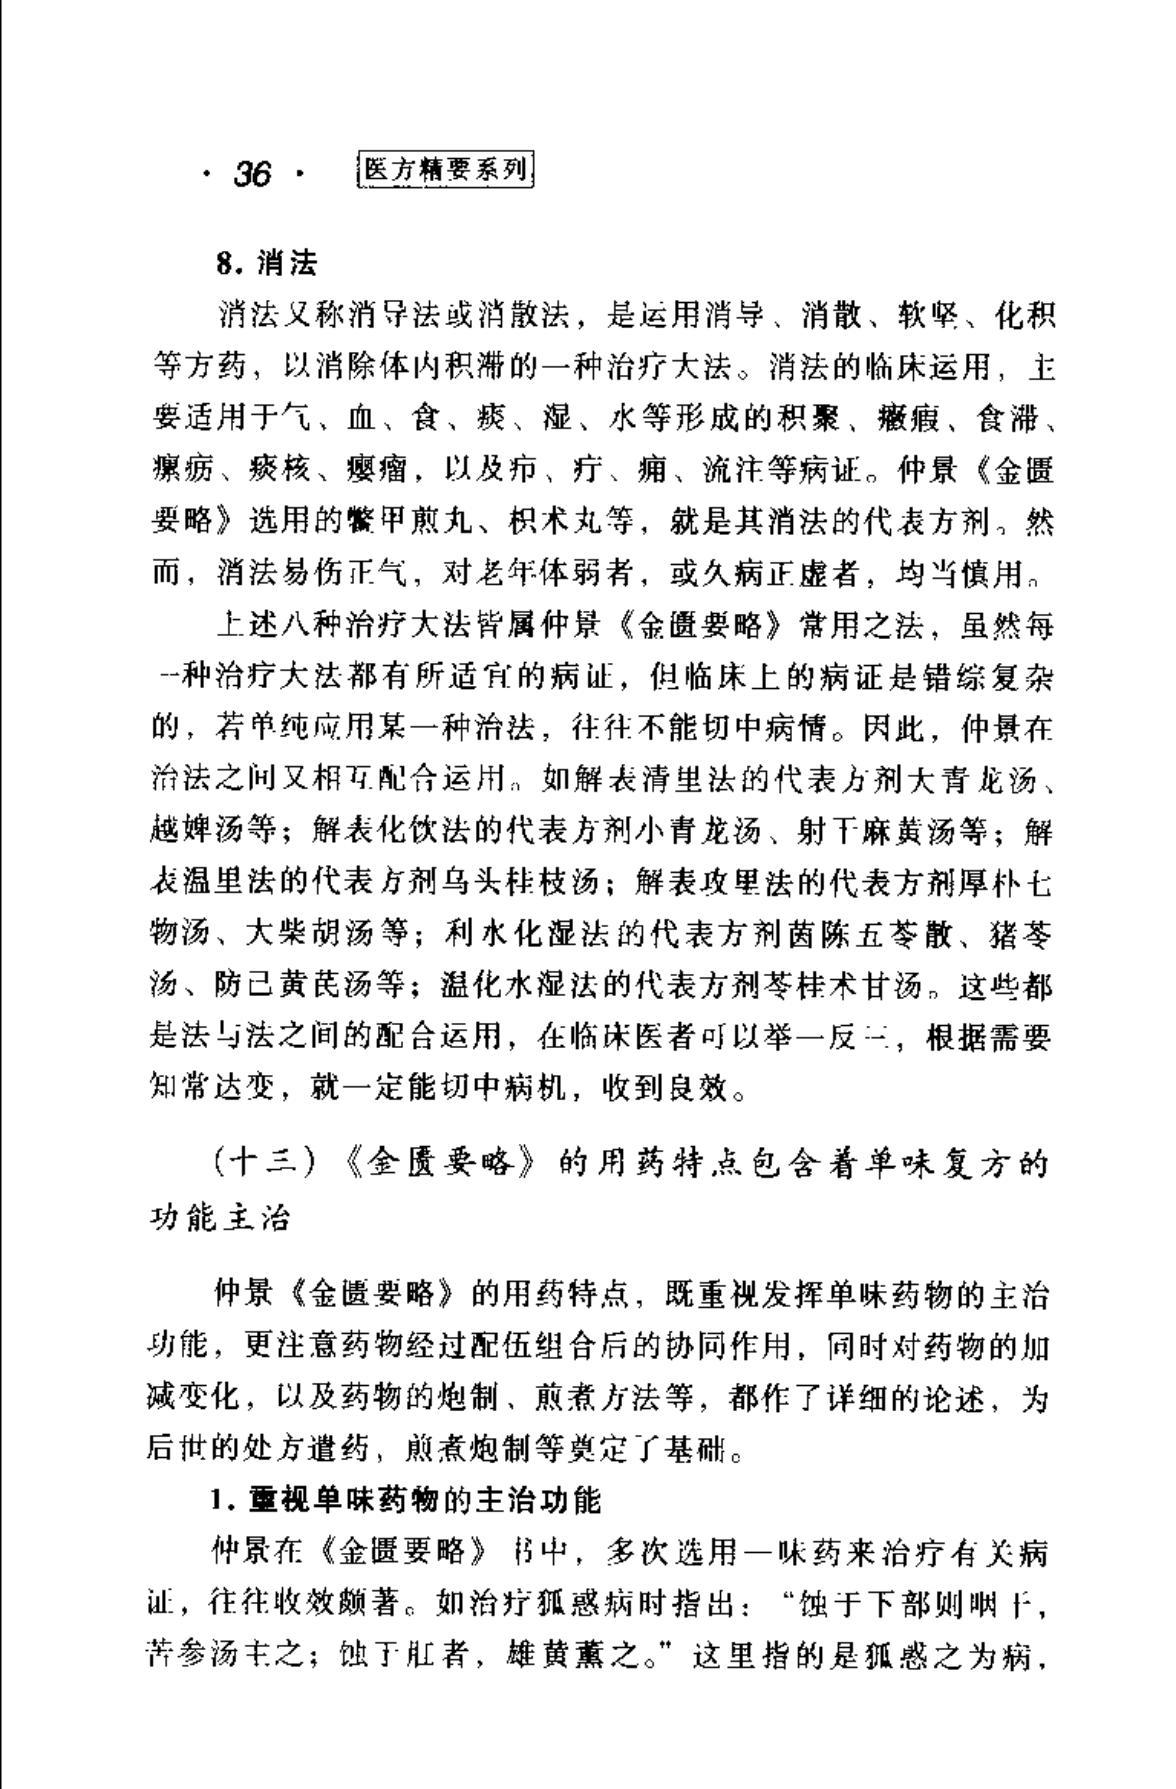 · 36 · 医方精要系列
8. 消法
消法又称消导法或消散法，是运用消导、消散、软坚、化积
等方药，以消除体内积滞的一种治疗大法。消法的临床运用，主
要适用于气、血、食、痰、湿、水等形成的积聚、癥瘕、食滞、
瘰疬、痰核、瘿瘤，以及疖、疔、痈、流注等病证。仲景《金匮
要略》选用的鳖甲煎丸、枳术丸等，就是其消法的代表方剂。然
而，消法易伤正气，对老年体弱者，或久病正虚者，均当慎用。
上述八种治疗大法皆属仲景《金匮要略》常用之法，虽然每
一种治疗大法都有所适宜的病证，但临床上的病证是错综复杂
的，若单纯应用某一种治法，往往不能切中病情。因此，仲景在
治法之间又相互配合运用。如解表清里法的代表方剂大青龙汤、
越婢汤等；解表化饮法的代表方剂小青龙汤、射干麻黄汤等；解
表温里法的代表方剂乌头桂枝汤；解表攻里法的代表方剂厚朴七
物汤、大柴胡汤等；利水化湿法的代表方剂茵陈五苓散、猪苓
汤、防己黄芪汤等；温化水湿法的代表方剂苓桂术甘汤。这些都
是法与法之间的配合运用，在临床医者可以举一反三，根据需要
知常达变，就一定能切中病机，收到良效。
(十三)《金匮要略》的用药特点包含着单味复方的
功能主治
仲景《金匮要略》的用药特点，既重视发挥单味药物的主治
功能，更注意药物经过配伍组合后的协同作用，同时对药物的加
减变化，以及药物的炮制、煎煮方法等，都作了详细的论述，为
后世的处方遣药，煎煮炮制等奠定了基础。
1. 重视单味药物的主治功能
仲景在《金匮要略》书中，多次选用一味药来治疗有关病
证，往往收效颇著。如治疗狐惑病时指出：“蚀于下部则咽干，
苦参汤主之；蚀于肛者，雄黄薰之。”这里指的是狐惑之为病，